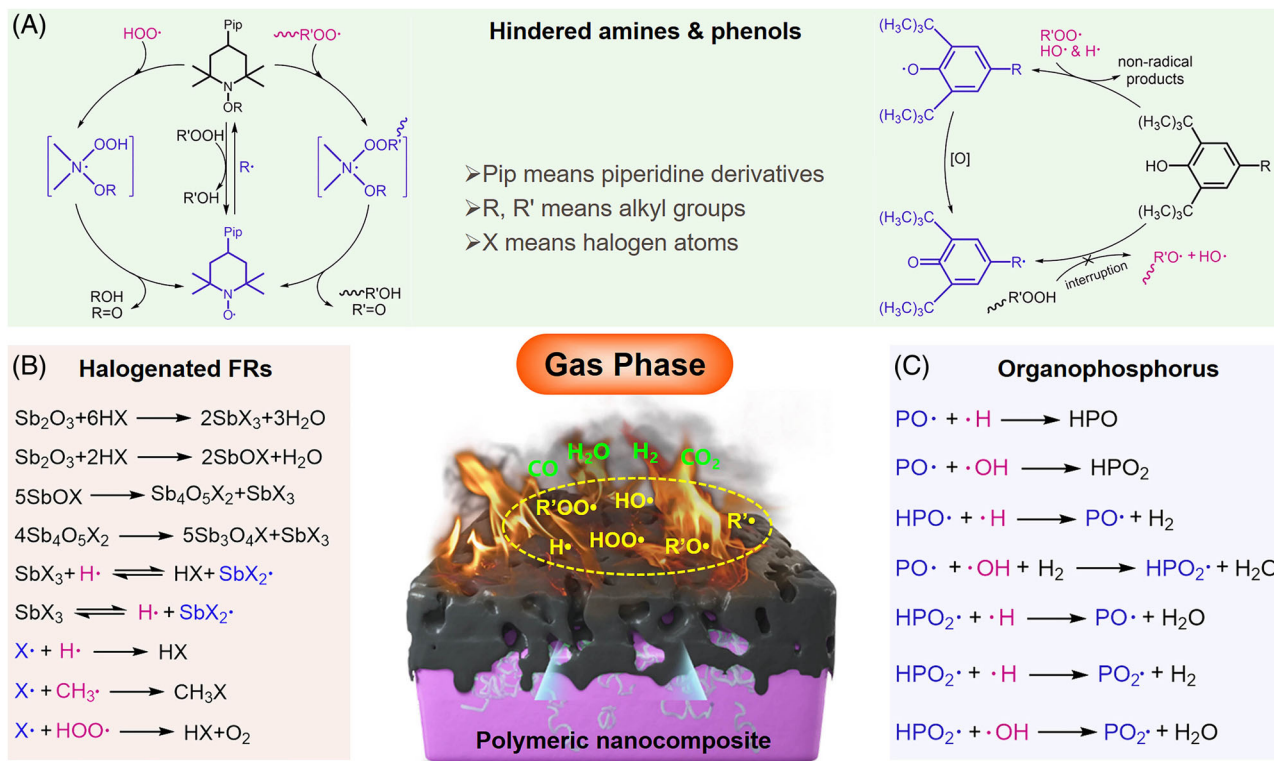 (A)
Hindered amines & phenols
HOO•
Pip
R'OO•
N
OR
R'OOH
R•
R'OH
OOH
N•
OR
OOR'
N•
OR
Pip
N
O•
ROH
R=O
R'OH
R'=O
➢Pip means piperidine derivatives
➢R, R' means alkyl groups
➢X means halogen atoms
(H3C)3C
•O
R
(H3C)3C
R'OO•
HO• & H•
non-radical
products
(H3C)3C
HO
R
(H3C)3C
[O]
(H3C)3C
O
R•
(H3C)3C
R'OOH
interruption
R'O• + HO•
(B)
Halogenated FRs
Sb2O3+6HX → 2SbX3+3H2O
Sb2O3+2HX → 2SbOX+H2O
5SbOX → Sb4O5X2+SbX3
4Sb4O5X2 → 5Sb3O4X+SbX3
SbX3+ H• ⇌ HX+ SbX2•
SbX3 ⇌ H• + SbX2•
X• + H• → HX
X• + CH3• → CH3X
X• + HOO• → HX+O2
Gas Phase
CO
H2O
H2
CO2
R'OO•
HO•
R'•
H•
HOO•
R'O•
Polymeric nanocomposite
(C)
Organophosphorus
PO• + •H → HPO
PO• + •OH → HPO2
HPO• + •H → PO• + H2
PO• + •OH + H2 → HPO2• + H2O
HPO2• + •H → PO• + H2O
HPO2• + •H → PO2• + H2
HPO2• + •OH → PO2• + H2O